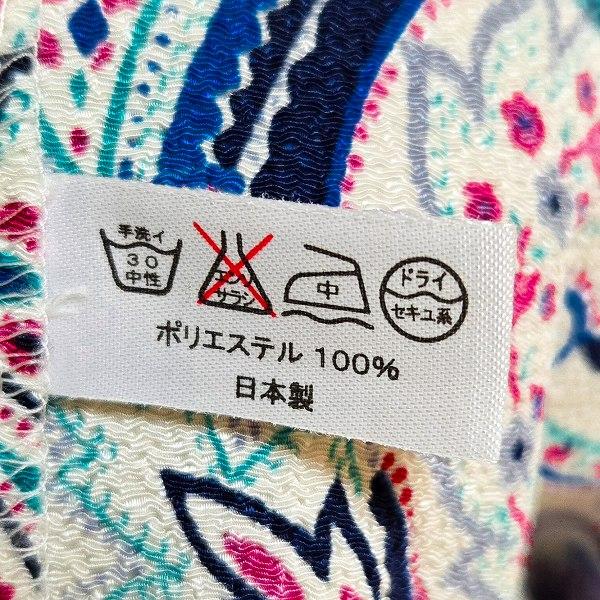 手洗イ
30
中性
エンソ
サラシ
中
ドライ
セキユ系
ポリエステル 100%
日本製